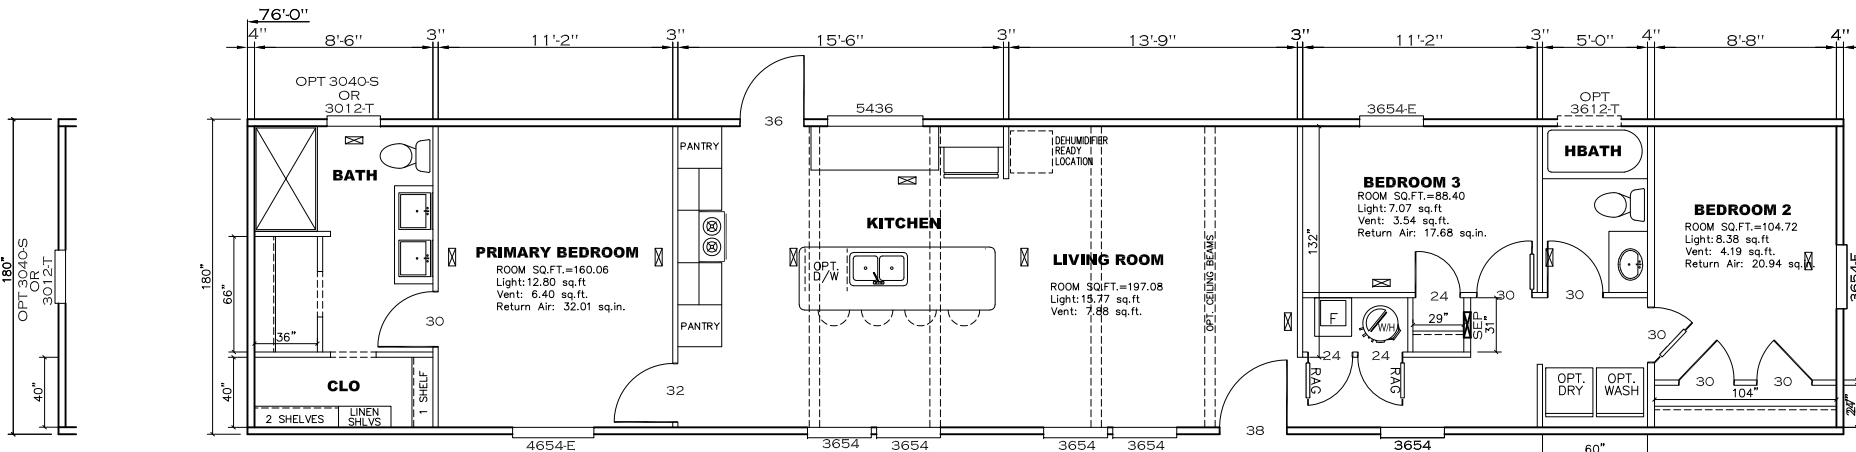 76'-0"
4" 8'-6" 3" 11'-2" 3" 15'-6" 3" 13'-9" 3" 11'-2" 3" 5'-0" 4" 8'-8" 4"
OPT 3040-S
OR
3012-T
36
5436
3654-E
OPT
3612-T
180"
OPT 3040-S
OR
3012-T
40"
180"
66"
40"
BATH
36"
CLO
2 SHELVES
LINEN
SHLVS
1 SHELF
30
PRIMARY BEDROOM
ROOM SQ.FT.=160.06
Light:12.80 sq.ft
Vent: 6.40 sq.ft.
Return Air: 32.01 sq.in.
32
4654-E
PANTRY
PANTRY
KITCHEN
OPT.
D/W
DEHUMIDIFIER
READY
LOCATION
LIVING ROOM
ROOM SQ.FT.=197.08
Light:15.77 sq.ft
Vent: 7.88 sq.ft.
OPT. CEILING BEAMS
3654
3654
3654
3654
38
132"
BEDROOM 3
ROOM SQ.FT.=88.40
Light:7.07 sq.ft
Vent: 3.54 sq.ft.
Return Air: 17.68 sq.in.
F
W/H
24
29"
SEP
31"
30
24
24
RAG
RAG
3654
HBATH
30
OPT.
DRY
OPT.
WASH
60"
BEDROOM 2
ROOM SQ.FT.=104.72
Light:8.38 sq.ft
Vent: 4.19 sq.ft.
Return Air: 20.94 sq.in.
30
30
30
104"
24"
3654-E